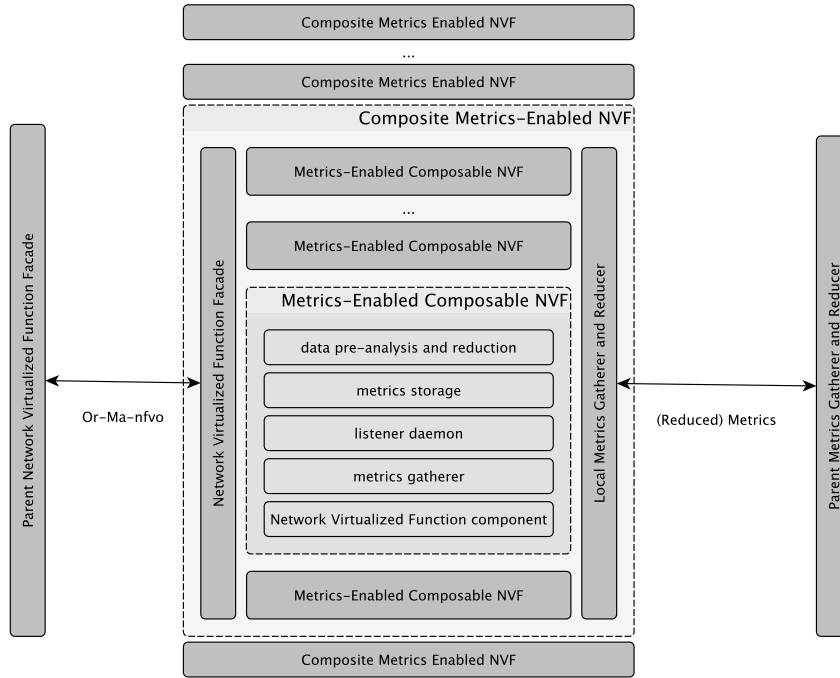 Composite Metrics Enabled NVF
...
Composite Metrics Enabled NVF
Composite Metrics-Enabled NVF
Parent Network Virtualized Function Facade
Or-Ma-nfvo
Network Virtualized Function Facade
Metrics-Enabled Composable NVF
...
Metrics-Enabled Composable NVF
Metrics-Enabled Composable NVF
data pre-analysis and reduction
metrics storage
listener daemon
metrics gatherer
Network Virtualized Function component
Metrics-Enabled Composable NVF
Local Metrics Gatherer and Reducer
(Reduced) Metrics
Parent Metrics Gatherer and Reducer
Composite Metrics Enabled NVF